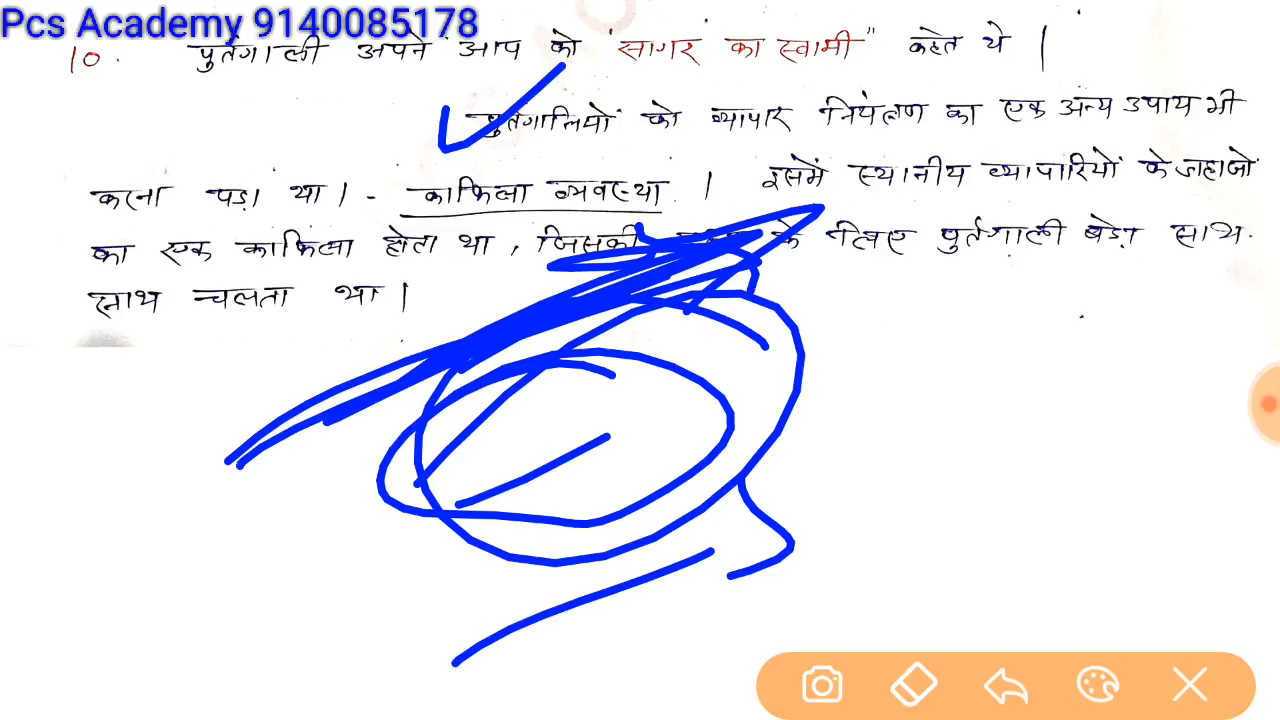 Pcs Academy 9140085178
10. पुर्तगाली अपने आप को "सागर का स्वामी" कहते थे |
पुर्तगालियों को व्यापार नियंत्रण का एक अन्य उपाय भी
करना पड़ा था। - काफिला व्यवस्था । इसमें स्थानीय व्यापारियों के जहाजो
का एक काफिला होता था, जिसकी के लिए पुर्तगाली बेड़ा साथ-
साथ चलता था |